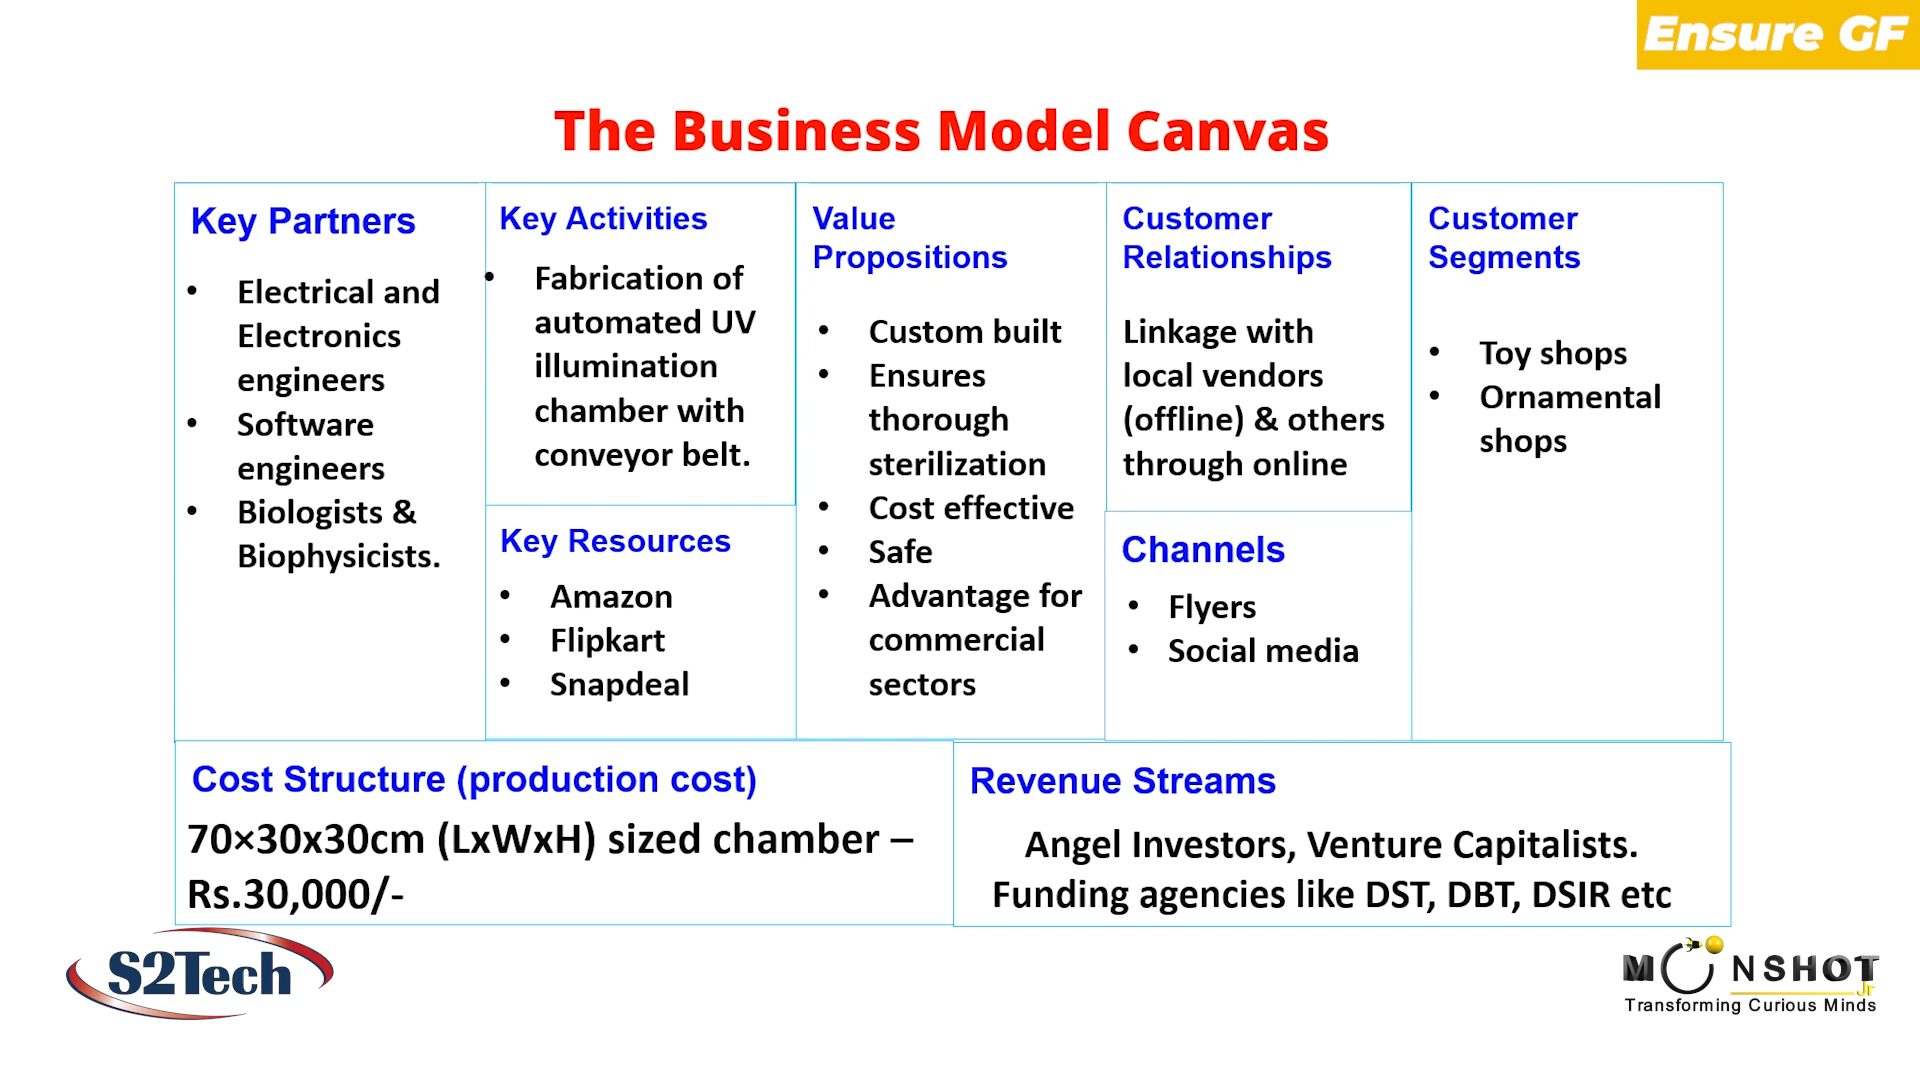 Ensure GF
The Business Model Canvas
Key Partners
• Electrical and
Electronics
engineers
• Software
engineers
• Biologists &
Biophysicists.
Key Activities
• Fabrication of
automated UV
illumination
chamber with
conveyor belt.
Key Resources
• Amazon
• Flipkart
• Snapdeal
Value
Propositions
• Custom built
• Ensures
thorough
sterilization
• Cost effective
• Safe
• Advantage for
commercial
sectors
Customer
Relationships
Linkage with
local vendors
(offline) & others
through online
Channels
• Flyers
• Social media
Customer
Segments
• Toy shops
• Ornamental
shops
Cost Structure (production cost)
70×30x30cm (LxWxH) sized chamber –
Rs.30,000/-
Revenue Streams
Angel Investors, Venture Capitalists.
Funding agencies like DST, DBT, DSIR etc
S2Tech
MOONSHOT
Jr
Transforming Curious Minds